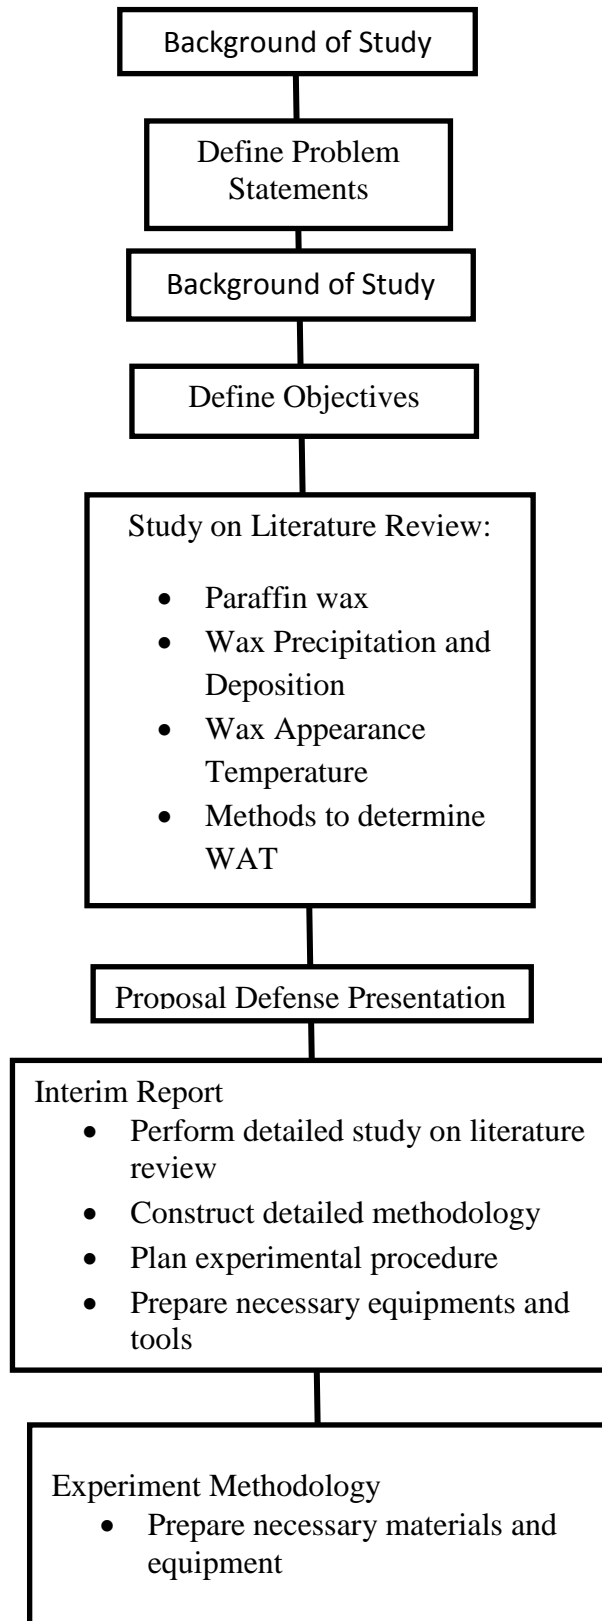 Background of Study
Define Problem
Statements
Background of Study
Define Objectives
Study on Literature Review:
• Paraffin wax
• Wax Precipitation and
Deposition
• Wax Appearance
Temperature
• Methods to determine
WAT
Proposal Defense Presentation
Interim Report
• Perform detailed study on literature
review
• Construct detailed methodology
• Plan experimental procedure
• Prepare necessary equipments and
tools
Experiment Methodology
• Prepare necessary materials and
equipment